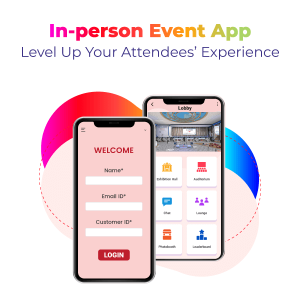 In-person Event App
Level Up Your Attendees' Experience
Lobby
WELCOME
Name*
Email ID*
Customer ID*
LOGIN
Exhibition Hall
Auditorium
Chat
Lounge
Photobooth
Leaderboard